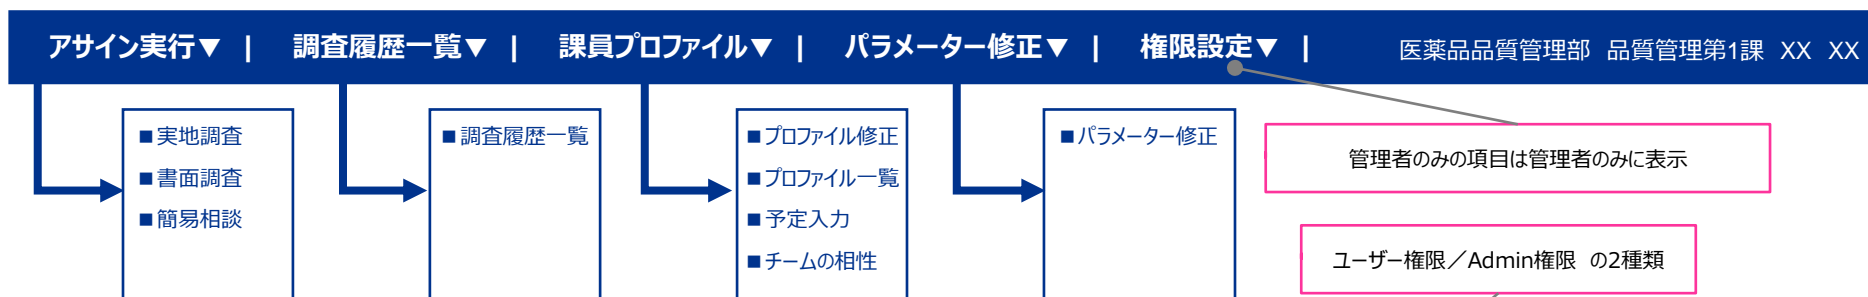 アサイン実行▼ | 調査履歴一覧▼ | 課員プロファイル▼ | パラメーター修正▼ | 権限設定▼ | 医薬品品質管理部 品質管理第1課 XX XX
■実地調査
■書面調査
■簡易相談
■調査履歴一覧
■プロファイル修正
■プロファイル一覧
■予定入力
■チームの相性
■パラメーター修正
管理者のみの項目は管理者のみに表示
ユーザー権限／Admin権限 の2種類